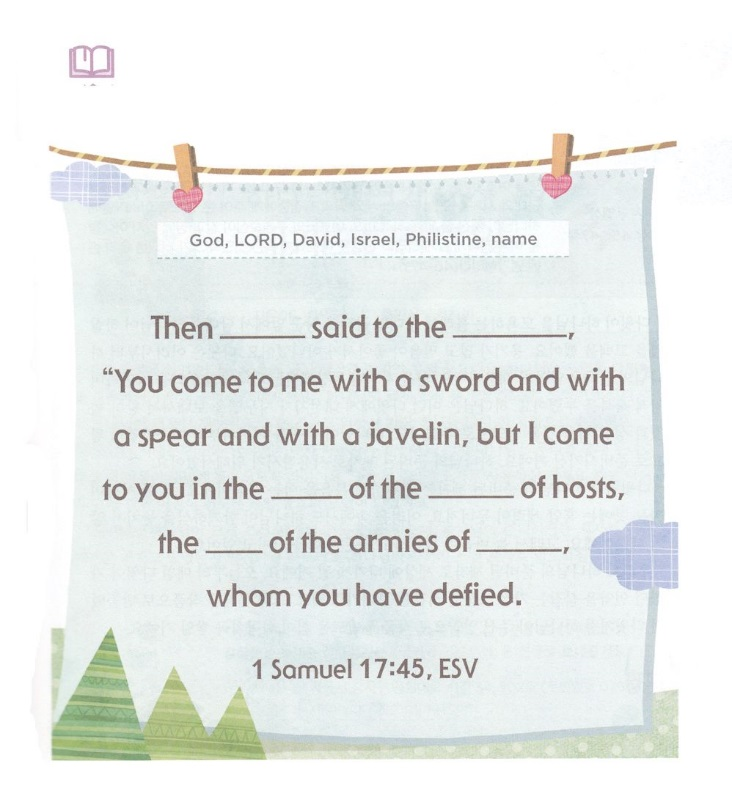 God, LORD, David, Israel, Philistine, name
Then ______ said to the ________,
“You come to me with a sword and with
a spear and with a javelin, but I come
to you in the _____ of the ______ of hosts,
the ____ of the armies of ______,
whom you have defied.
1 Samuel 17:45, ESV